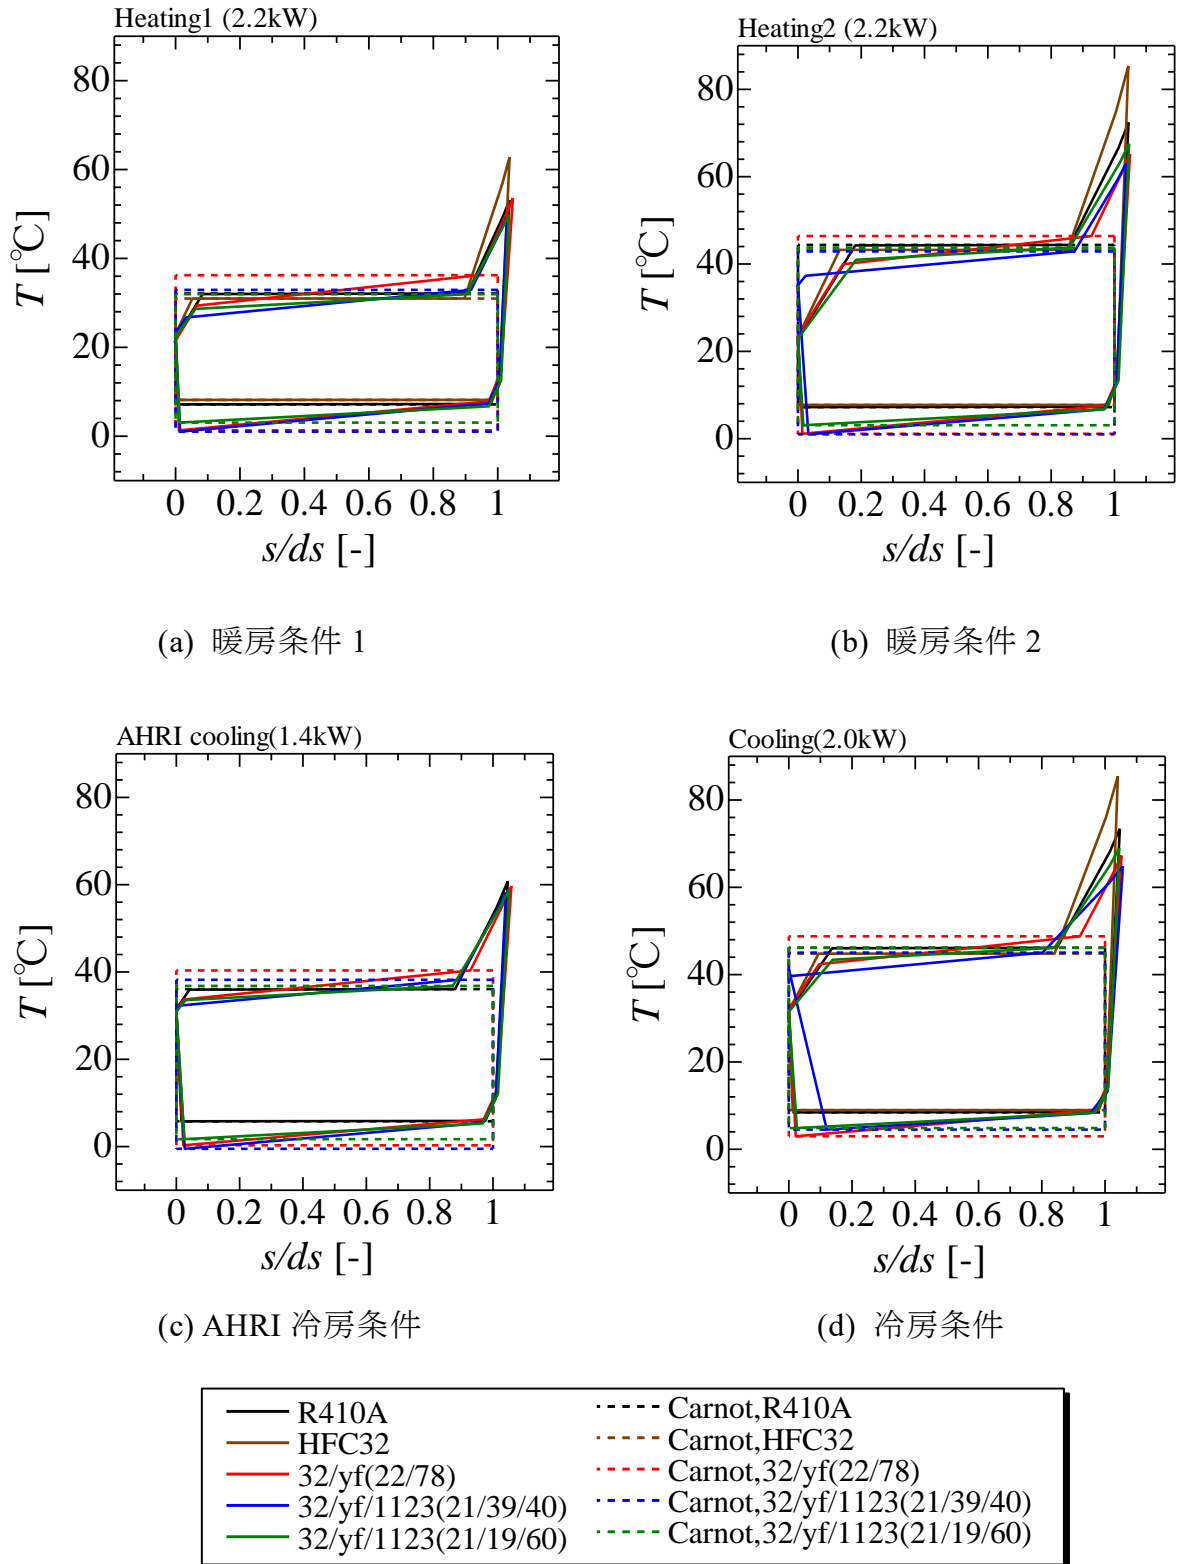 Heating1 (2.2kW)
80
60
40
20
0
T [℃]
0 0.2 0.4 0.6 0.8 1
s/ds [-]
(a) 暖房条件 1
Heating2 (2.2kW)
80
60
40
20
0
T [℃]
0 0.2 0.4 0.6 0.8 1
s/ds [-]
(b) 暖房条件 2
AHRI cooling(1.4kW)
80
60
40
20
0
T [℃]
0 0.2 0.4 0.6 0.8 1
s/ds [-]
(c) AHRI 冷房条件
Cooling(2.0kW)
80
60
40
20
0
T [℃]
0 0.2 0.4 0.6 0.8 1
s/ds [-]
(d) 冷房条件
R410A
HFC32
32/yf(22/78)
32/yf/1123(21/39/40)
32/yf/1123(21/19/60)
Carnot,R410A
Carnot,HFC32
Carnot,32/yf(22/78)
Carnot,32/yf/1123(21/39/40)
Carnot,32/yf/1123(21/19/60)